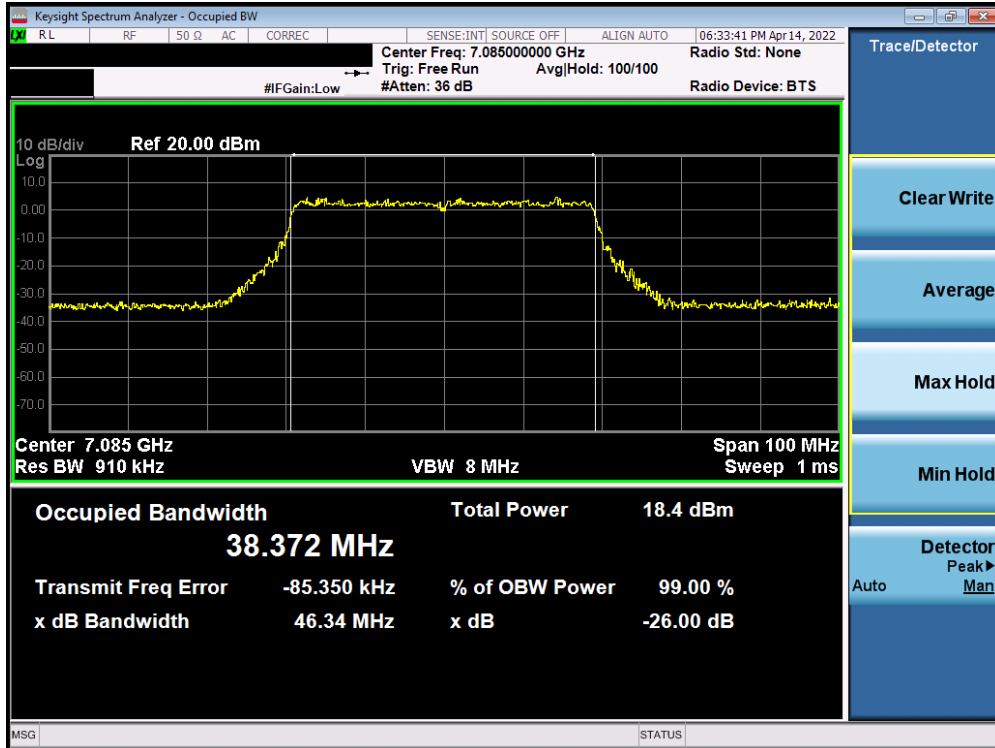 Keysight Spectrum Analyzer - Occupied BW
LXI RL RF 50 Ω AC CORREC SENSE:INT SOURCE OFF ALIGN AUTO 06:33:41 PM Apr 14, 2022
Center Freq: 7.085000000 GHz Radio Std: None
Trig: Free Run Avg|Hold: 100/100
#IFGain:Low #Atten: 36 dB Radio Device: BTS
10 dB/div Ref 20.00 dBm
Log
10.0
0.00
-10.0
-20.0
-30.0
-40.0
-50.0
-60.0
-70.0
Center 7.085 GHz Span 100 MHz
Res BW 910 kHz VBW 8 MHz Sweep 1 ms
Occupied Bandwidth Total Power 18.4 dBm
38.372 MHz
Transmit Freq Error -85.350 kHz % of OBW Power 99.00 %
x dB Bandwidth 46.34 MHz x dB -26.00 dB
MSG STATUS
Trace/Detector
Clear Write
Average
Max Hold
Min Hold
Detector
Peak▶
Auto Man